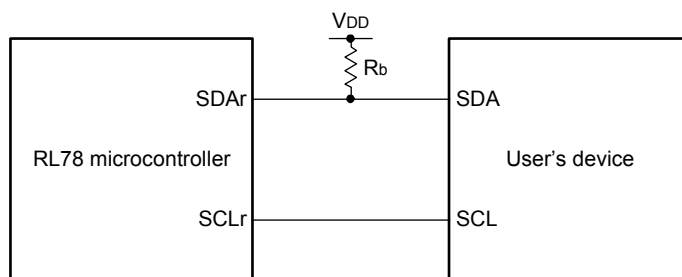 VDD
Rb
SDAr
SDA
RL78 microcontroller
User's device
SCLr
SCL